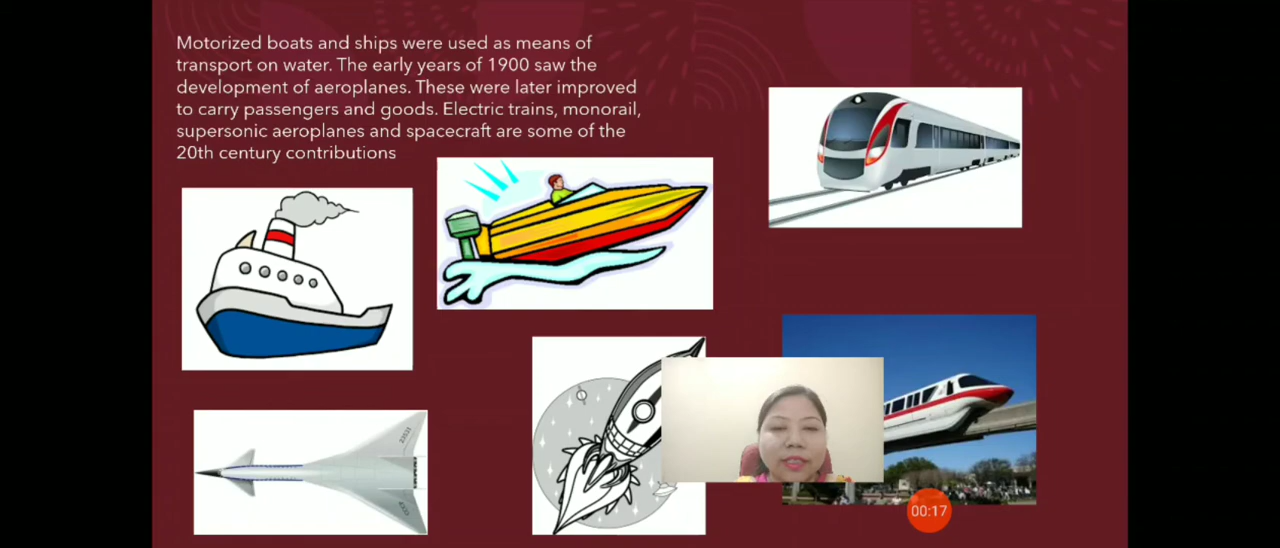 Motorized boats and ships were used as means of
transport on water. The early years of 1900 saw the
development of aeroplanes. These were later improved
to carry passengers and goods. Electric trains, monorail,
supersonic aeroplanes and spacecraft are some of the
20th century contributions
00:17